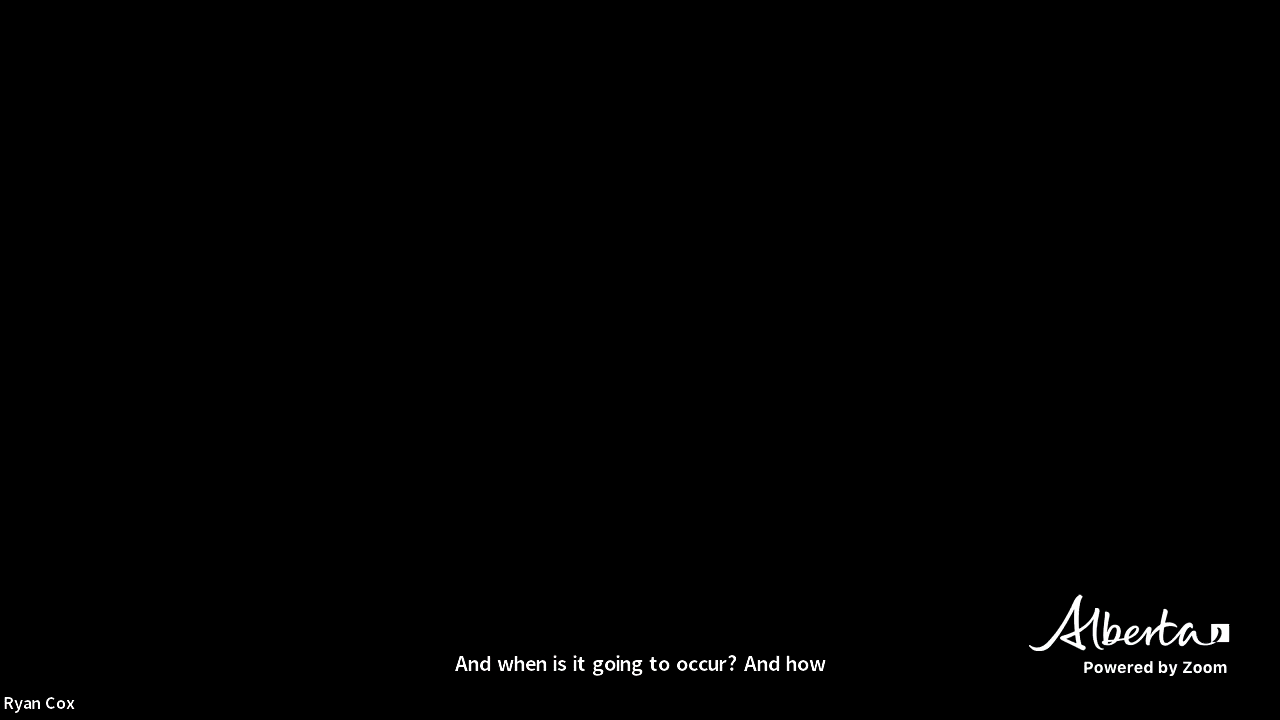 Alberta
And when is it going to occur? And how
Powered by Zoom
Ryan Cox